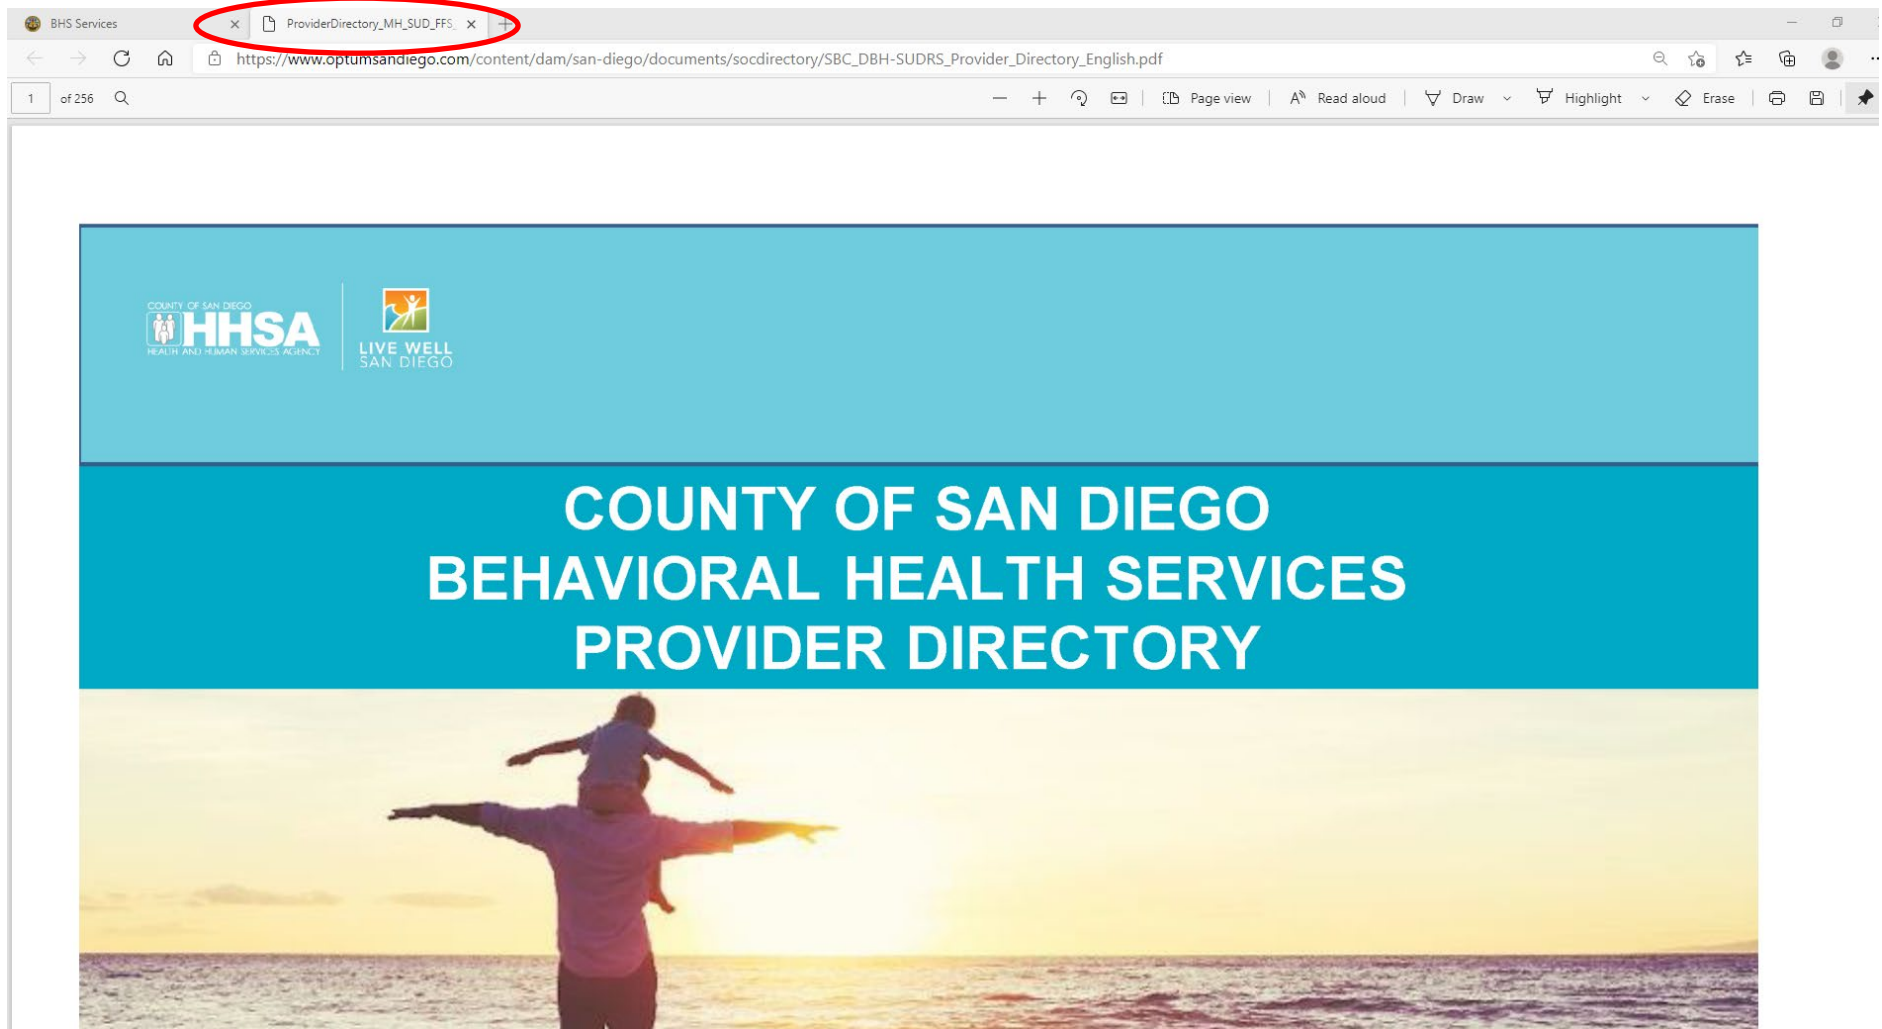 BHS Services
ProviderDirectory_MH_SUD_FFS_
https://www.optumsandiego.com/content/dam/san-diego/documents/socdirectory/SBC_DBH-SUDRS_Provider_Directory_English.pdf
1 of 256
Page view
Read aloud
Draw
Highlight
Erase
COUNTY OF SAN DIEGO
HHSA
HEALTH AND HUMAN SERVICES AGENCY
LIVE WELL
SAN DIEGO
COUNTY OF SAN DIEGO
BEHAVIORAL HEALTH SERVICES
PROVIDER DIRECTORY